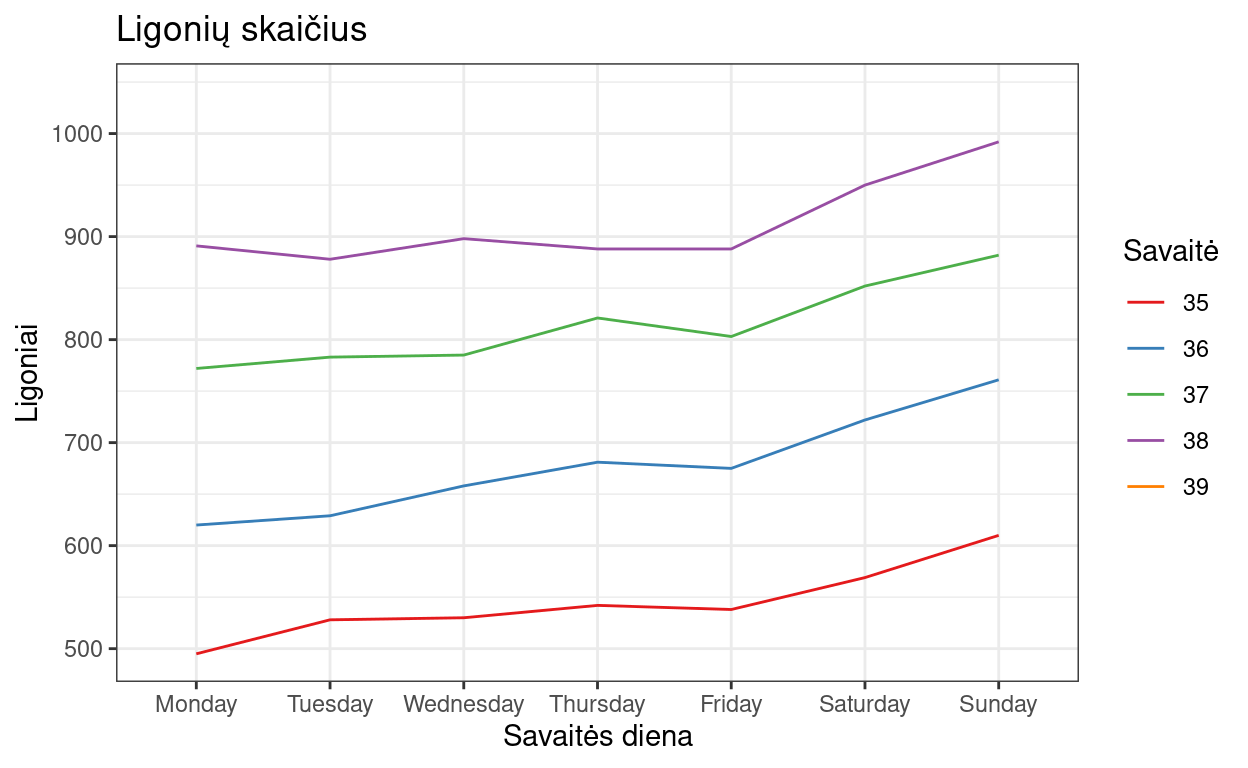 Ligonių skaičius
Ligoniai
1000
900
800
700
600
500
Monday Tuesday Wednesday Thursday Friday Saturday Sunday
Savaitės diena
Savaitė
35
36
37
38
39